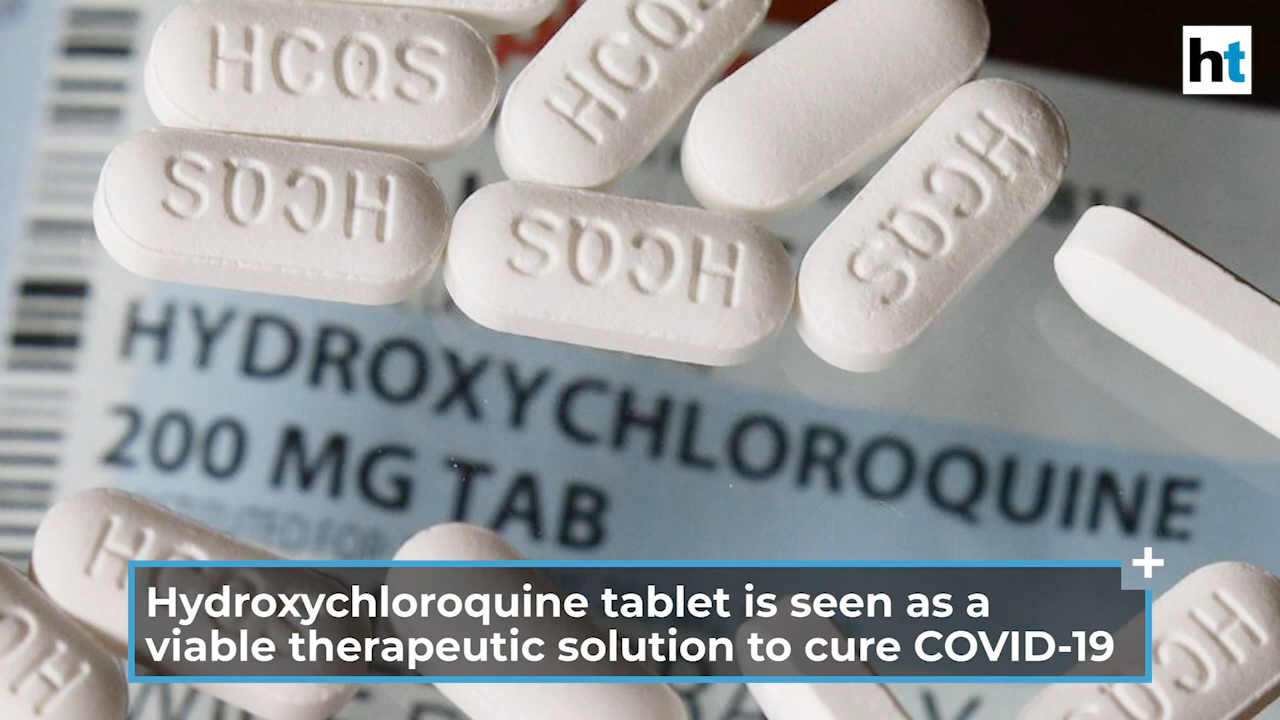 ht
HCQS
HCQS
HCQS
HCQS
HCQS
HYDROXYCHLOROQUINE
200 MG TAB
Hydroxychloroquine tablet is seen as a
viable therapeutic solution to cure COVID-19